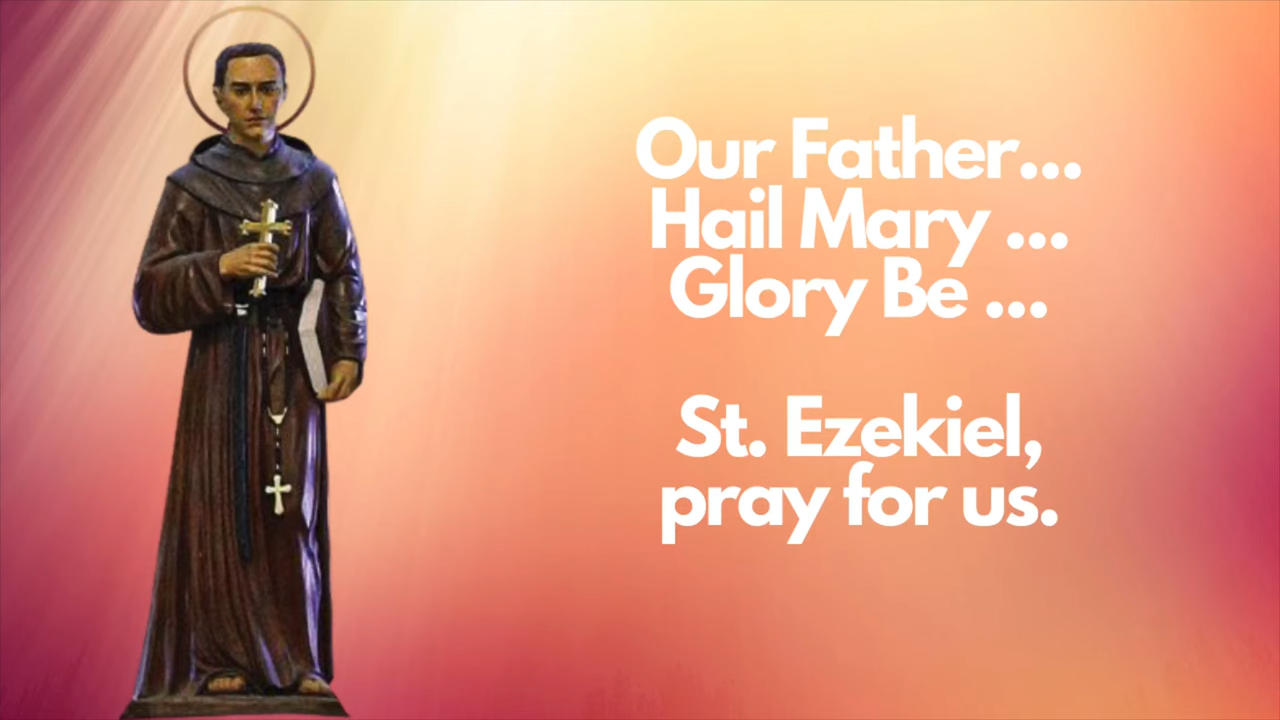 Our Father...
Hail Mary ...
Glory Be ...
St. Ezekiel,
pray for us.